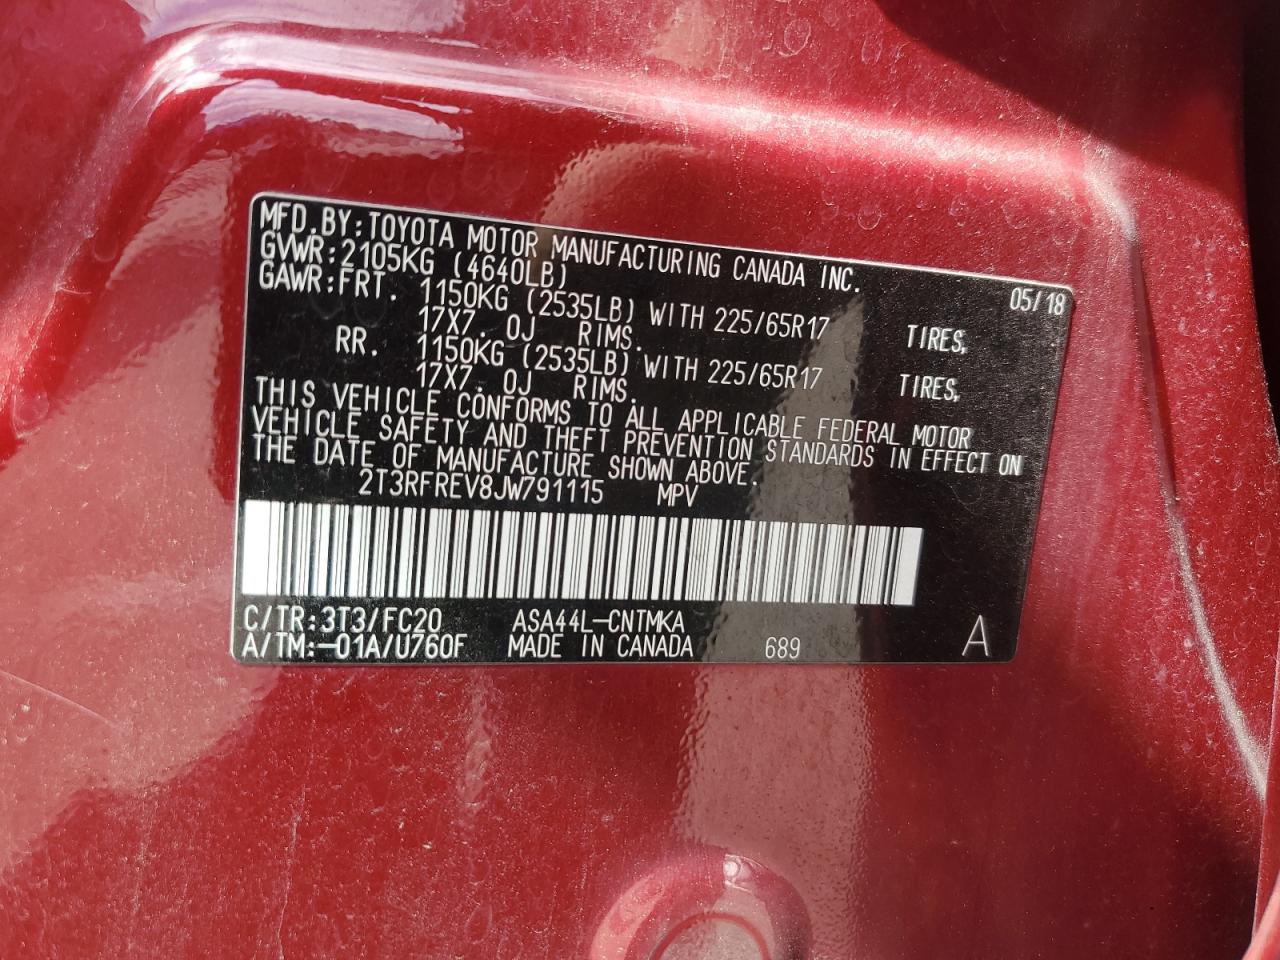 MFD.BY:TOYOTA MOTOR MANUFACTURING CANADA INC.
GVWR:2105KG (4640LB) 05/18
GAWR:FRT. 1150KG (2535LB) WITH 225/65R17 TIRES,
17X7. 0J RIMS.
RR. 1150KG (2535LB) WITH 225/65R17 TIRES,
17X7. 0J RIMS.
THIS VEHICLE CONFORMS TO ALL APPLICABLE FEDERAL MOTOR
VEHICLE SAFETY AND THEFT PREVENTION STANDARDS IN EFFECT ON
THE DATE OF MANUFACTURE SHOWN ABOVE.
2T3RFREV8JW791115 MPV
C/TR:3T3/FC20 ASA44L-CNTMKA
A/TM:-01A/U760F MADE IN CANADA 689 A